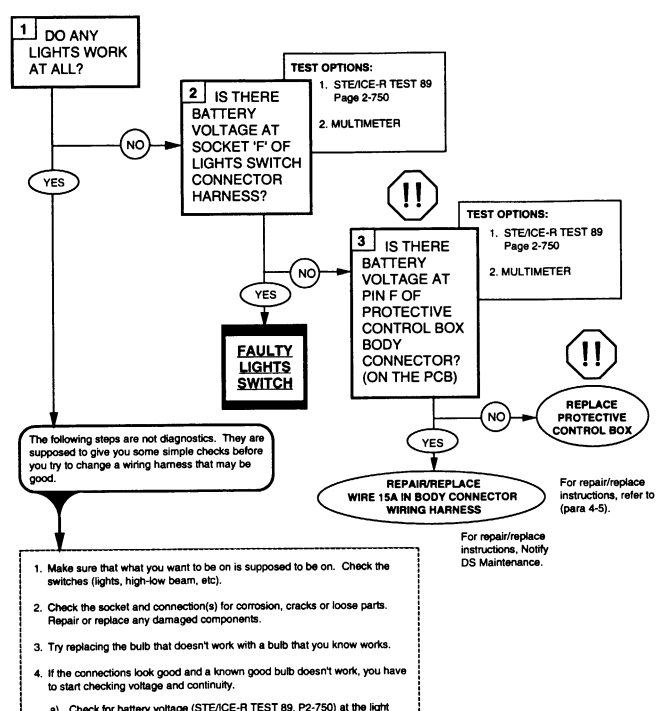 1 DO ANY
LIGHTS WORK
AT ALL?
NO
YES
2 IS THERE
BATTERY
VOLTAGE AT
SOCKET 'F' OF
LIGHTS SWITCH
CONNECTOR
HARNESS?
TEST OPTIONS:
1. STE/ICE-R TEST 89
Page 2-750
2. MULTIMETER
NO
YES
FAULTY
LIGHTS
SWITCH
!!
3 IS THERE
BATTERY
VOLTAGE AT
PIN F OF
PROTECTIVE
CONTROL BOX
BODY
CONNECTOR?
(ON THE PCB)
TEST OPTIONS:
1. STE/ICE-R TEST 89
Page 2-750
2. MULTIMETER
NO
YES
!!
REPLACE
PROTECTIVE
CONTROL BOX
For repair/replace
instructions, refer to
(para 4-5).
REPAIR/REPLACE
WIRE 15A IN BODY CONNECTOR
WIRING HARNESS
For repair/replace
instructions, Notify
DS Maintenance.
The following steps are not diagnostics. They are
supposed to give you some simple checks before
you try to change a wiring harness that may be
good.
1. Make sure that what you want to be on is supposed to be on. Check the
switches (lights, high-low beam, etc).
2. Check the socket and connection(s) for corrosion, cracks or loose parts.
Repair or replace any damaged components.
3. Try replacing the bulb that doesn't work with a bulb that you know works.
4. If the connections look good and a known good bulb doesn't work, you have
to start checking voltage and continuity.
a) Check for battery voltage (STE/ICE-R TEST 89, P2-750) at the light